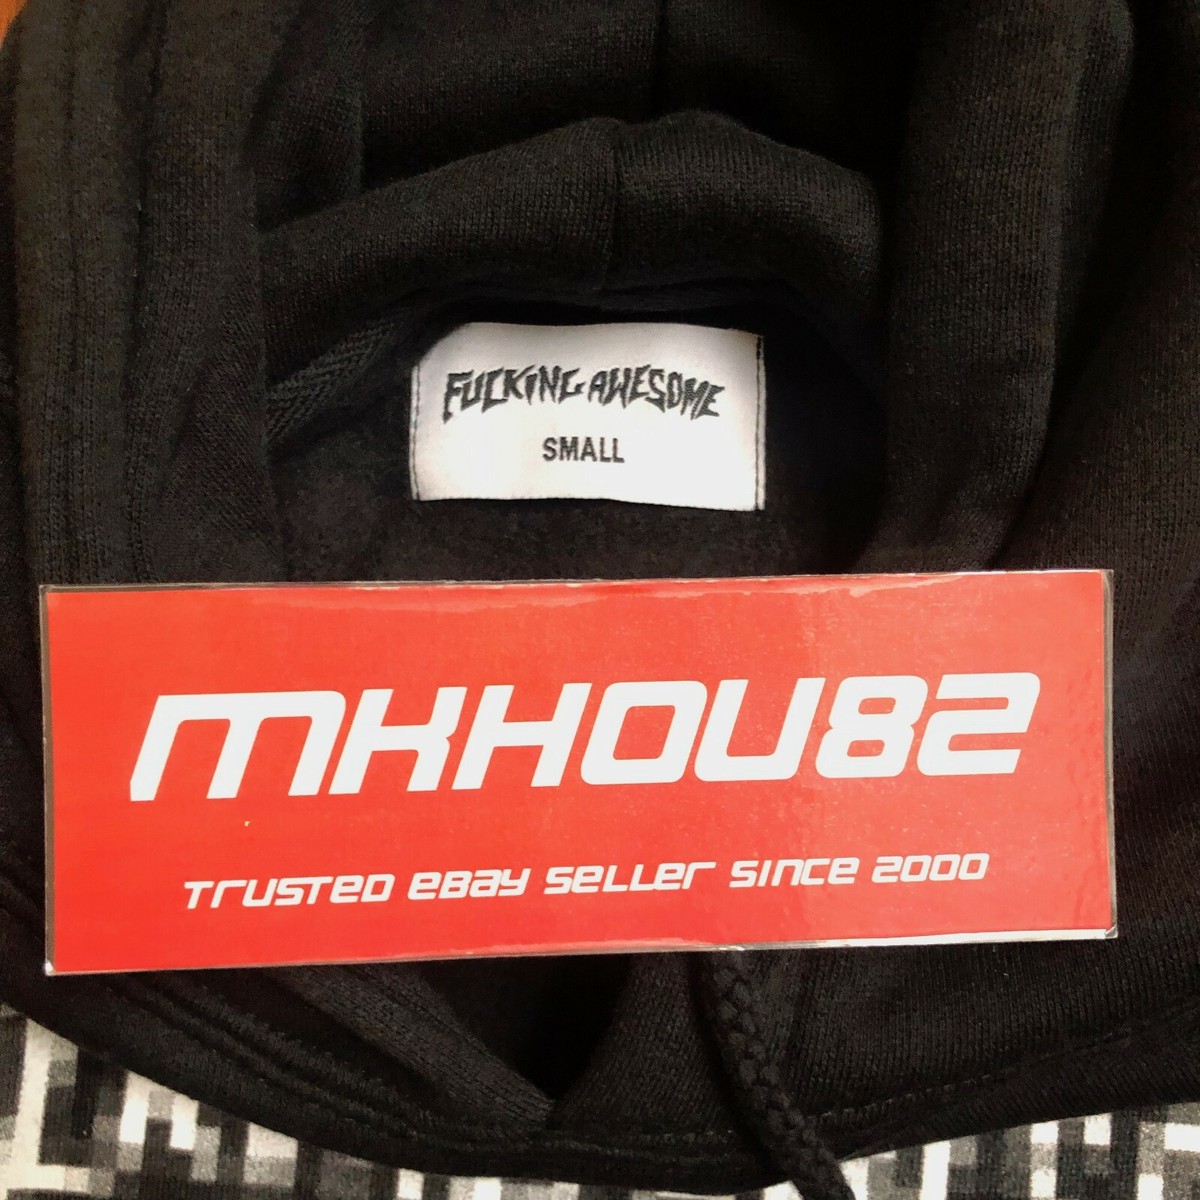 FUCKING AWESOME
SMALL
MKHOU82
TRUSTED EBAY SELLER SINCE 2000